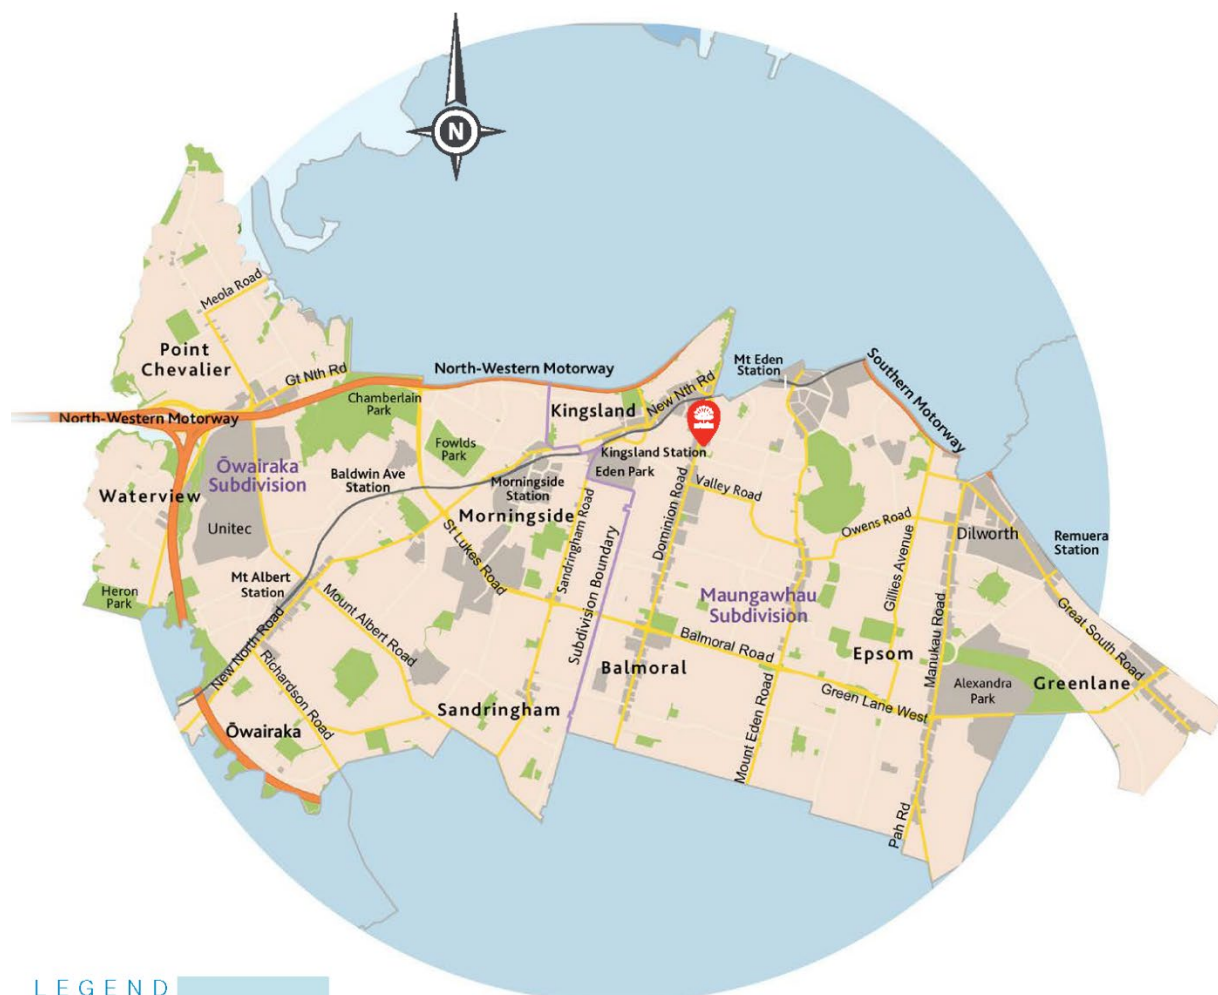 N
Meola Road
Point
Chevalier
Gt Nth Rd
North-Western Motorway
Mt Eden
Station
Southern Motorway
Chamberlain
Park
Kingsland
New Nth Rd
North-Western Motorway
Fowlds
Park
Kingsland Station
Eden Park
Ōwairaka
Subdivision
Baldwin Ave
Station
Morningside
Station
Valley Road
Waterview
Unitec
Morningside
St Lukes Road
Sandringham Road
Subdivision Boundary
Dominion Road
Owens Road
Dilworth
Remuera
Station
Gillies Avenue
Heron
Park
Mt Albert
Station
Mount Albert Road
Maungawhau
Subdivision
Manukau Road
Great South Road
New North Road
Richardson Road
Balmoral
Balmoral Road
Epsom
Alexandra
Park
Greenlane
Green Lane West
Sandringham
Ōwairaka
Mount Eden Road
Pah Rd
LEGEND